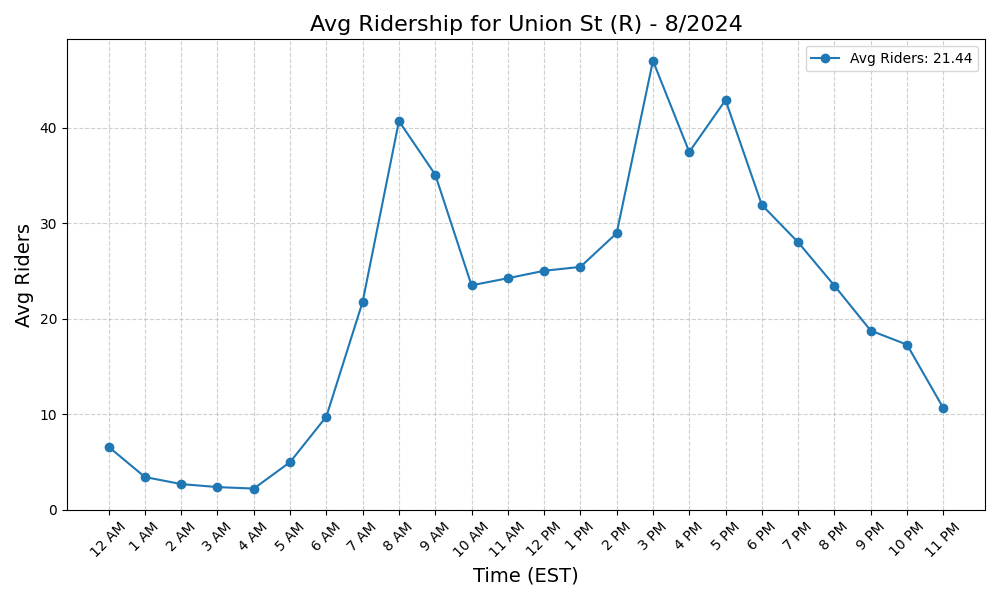 Avg Ridership for Union St (R) - 8/2024
Avg Riders: 21.44
Avg Riders
40
30
20
10
0
12 AM
1 AM
2 AM
3 AM
4 AM
5 AM
6 AM
7 AM
8 AM
9 AM
10 AM
11 AM
12 PM
1 PM
2 PM
3 PM
4 PM
5 PM
6 PM
7 PM
8 PM
9 PM
10 PM
11 PM
Time (EST)